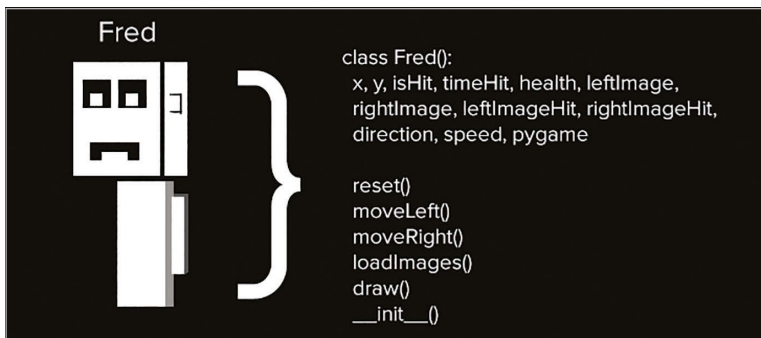 Fred
class Fred():
x, y, isHit, timeHit, health, leftImage,
rightImage, leftImageHit, rightImageHit,
direction, speed, pygame
reset()
moveLeft()
moveRight()
loadImages()
draw()
__init__()